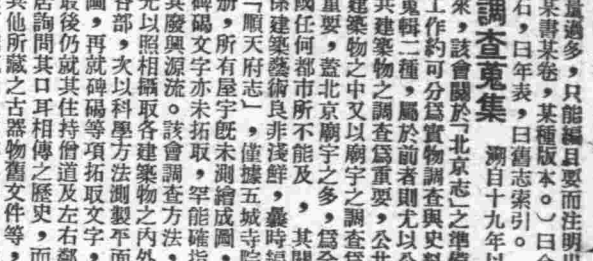 量過多，只能編目要而注明出
某書某卷，某種版本。）曰金
石，曰年表，曰舊志索引。
調查蒐集　溯自十九年以
來，該會關於「北京志」之準備
工作約可分爲實物調查與史料
蒐輯二種，屬於前者則尤以公
共建築物之調查爲重要，公共
建築物之中又以廟宇之調查爲
重要，蓋北京廟宇之多，爲全
國任何都市所不能及，其關
係建築藝術良非淺鮮，曩時編
「順天府志」，僅據五城寺院
册，所有屋宇旣未測繪成圖，
碑碣文字亦未拓取，罕能確指
其廢興源流。該會調查方法，
先以照相攝取各建築物之內外
各部，次以科學方法測製平面
圖，再就碑碣等項拓取文字，
最後仍就其住持僧道及左右鄰
居詢問其口耳相傳之歷史，而
其他所藏之古器物舊文件等，